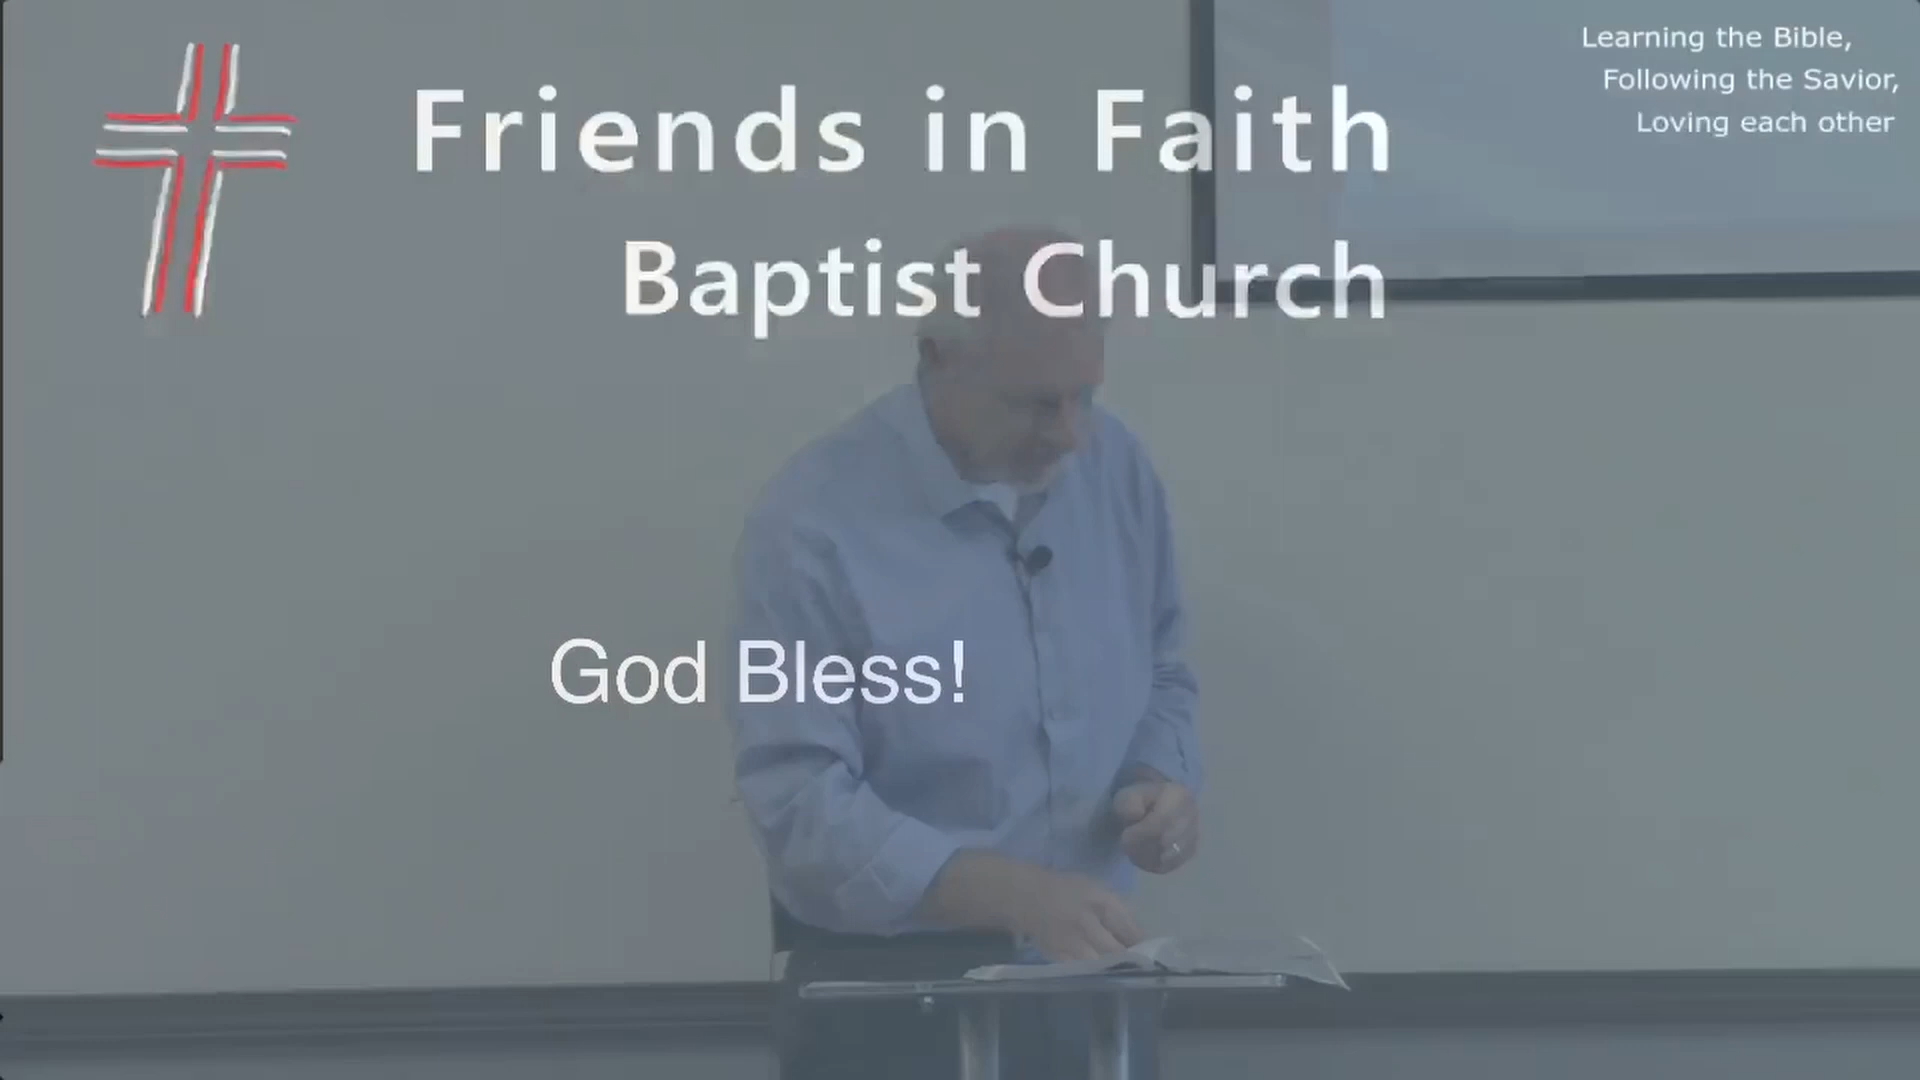 Friends in Faith
Baptist Church
Learning the Bible,
Following the Savior,
Loving each other
God Bless!